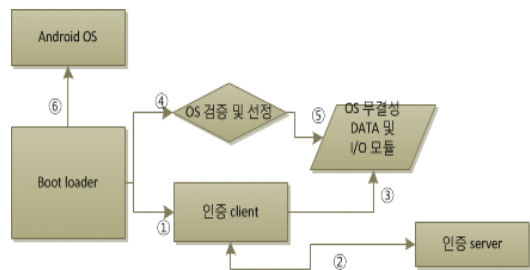 Android OS
⑥
④
OS 검증 및 선정
⑤
OS 무결성
DATA 및
I/O 모듈
Boot loader
인증 client
①
③
②
인증 server